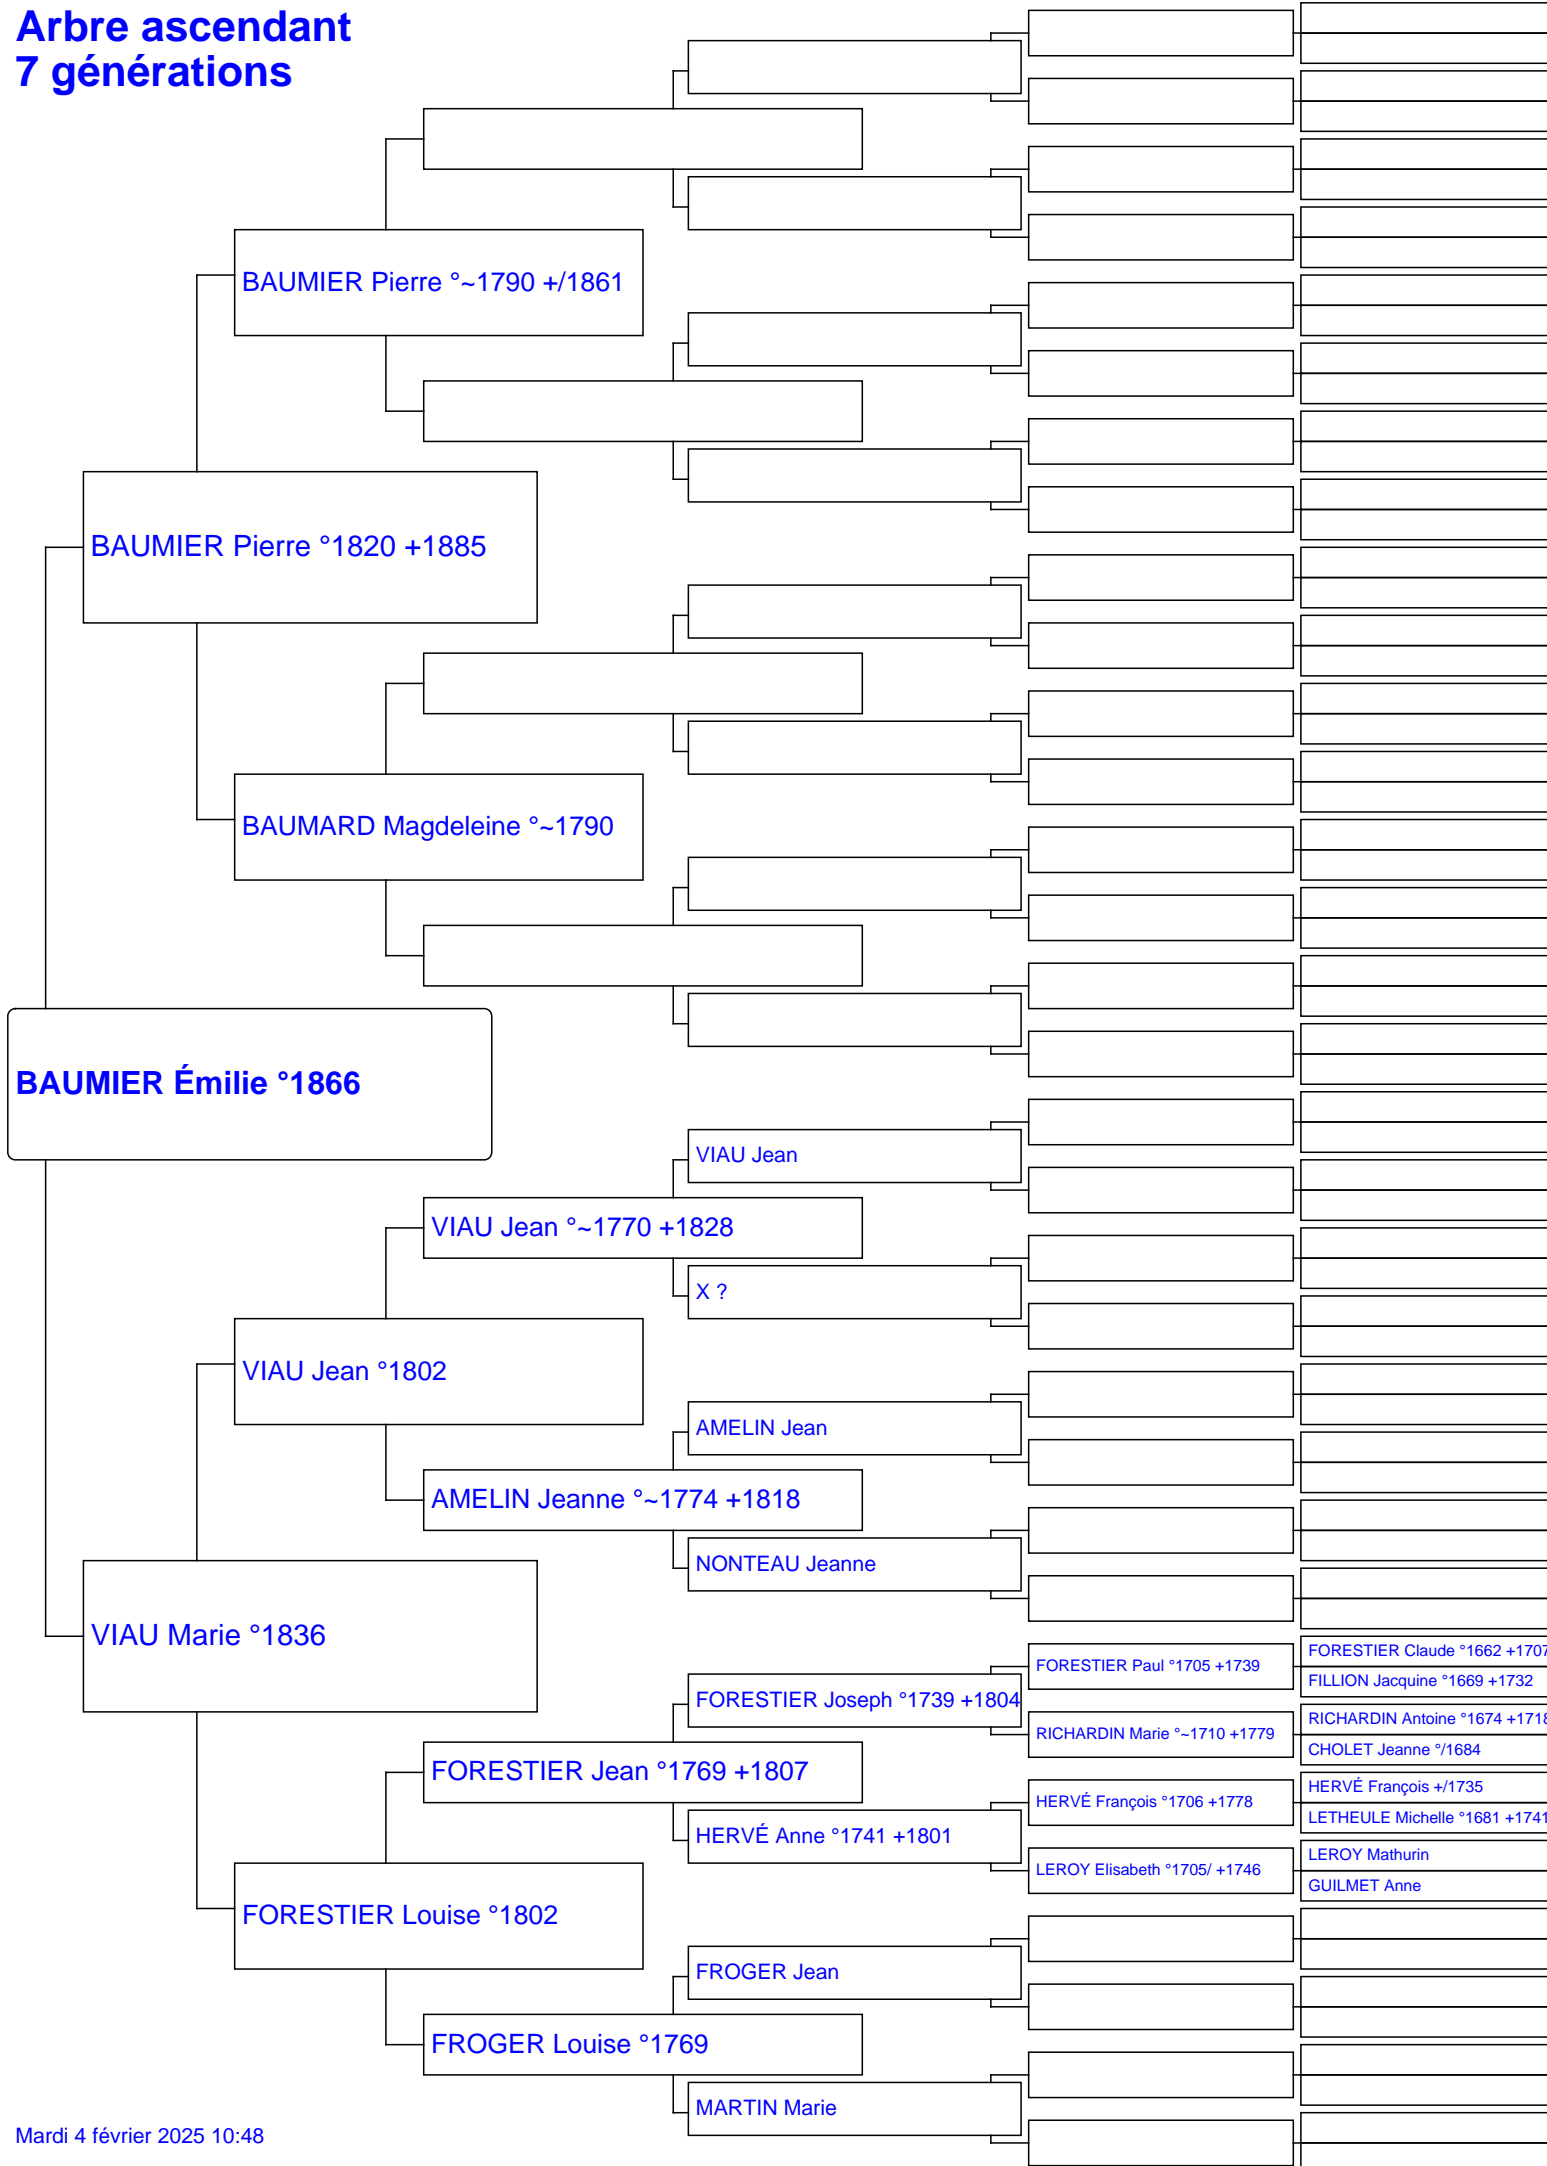 Arbre ascendant
7 générations
BAUMIER Pierre °~1790 +/1861
BAUMIER Pierre °1820 +1885
BAUMARD Magdeleine °~1790
BAUMIER Émilie °1866
VIAU Jean
VIAU Jean °~1770 +1828
X ?
VIAU Jean °1802
AMELIN Jean
AMELIN Jeanne °~1774 +1818
NONTEAU Jeanne
VIAU Marie °1836
FORESTIER Claude °1662 +1707
FORESTIER Paul °1705 +1739
FILLION Jacquine °1669 +1732
FORESTIER Joseph °1739 +1804
RICHARDIN Antoine °1674 +1718
RICHARDIN Marie °~1710 +1779
CHOLET Jeanne °/1684
FORESTIER Jean °1769 +1807
HERVÉ François +/1735
HERVÉ François °1706 +1778
LETHEULE Michelle °1681 +1741
HERVÉ Anne °1741 +1801
LEROY Mathurin
LEROY Elisabeth °1705/ +1746
GUILMET Anne
FORESTIER Louise °1802
FROGER Jean
FROGER Louise °1769
MARTIN Marie
Mardi 4 février 2025 10:48